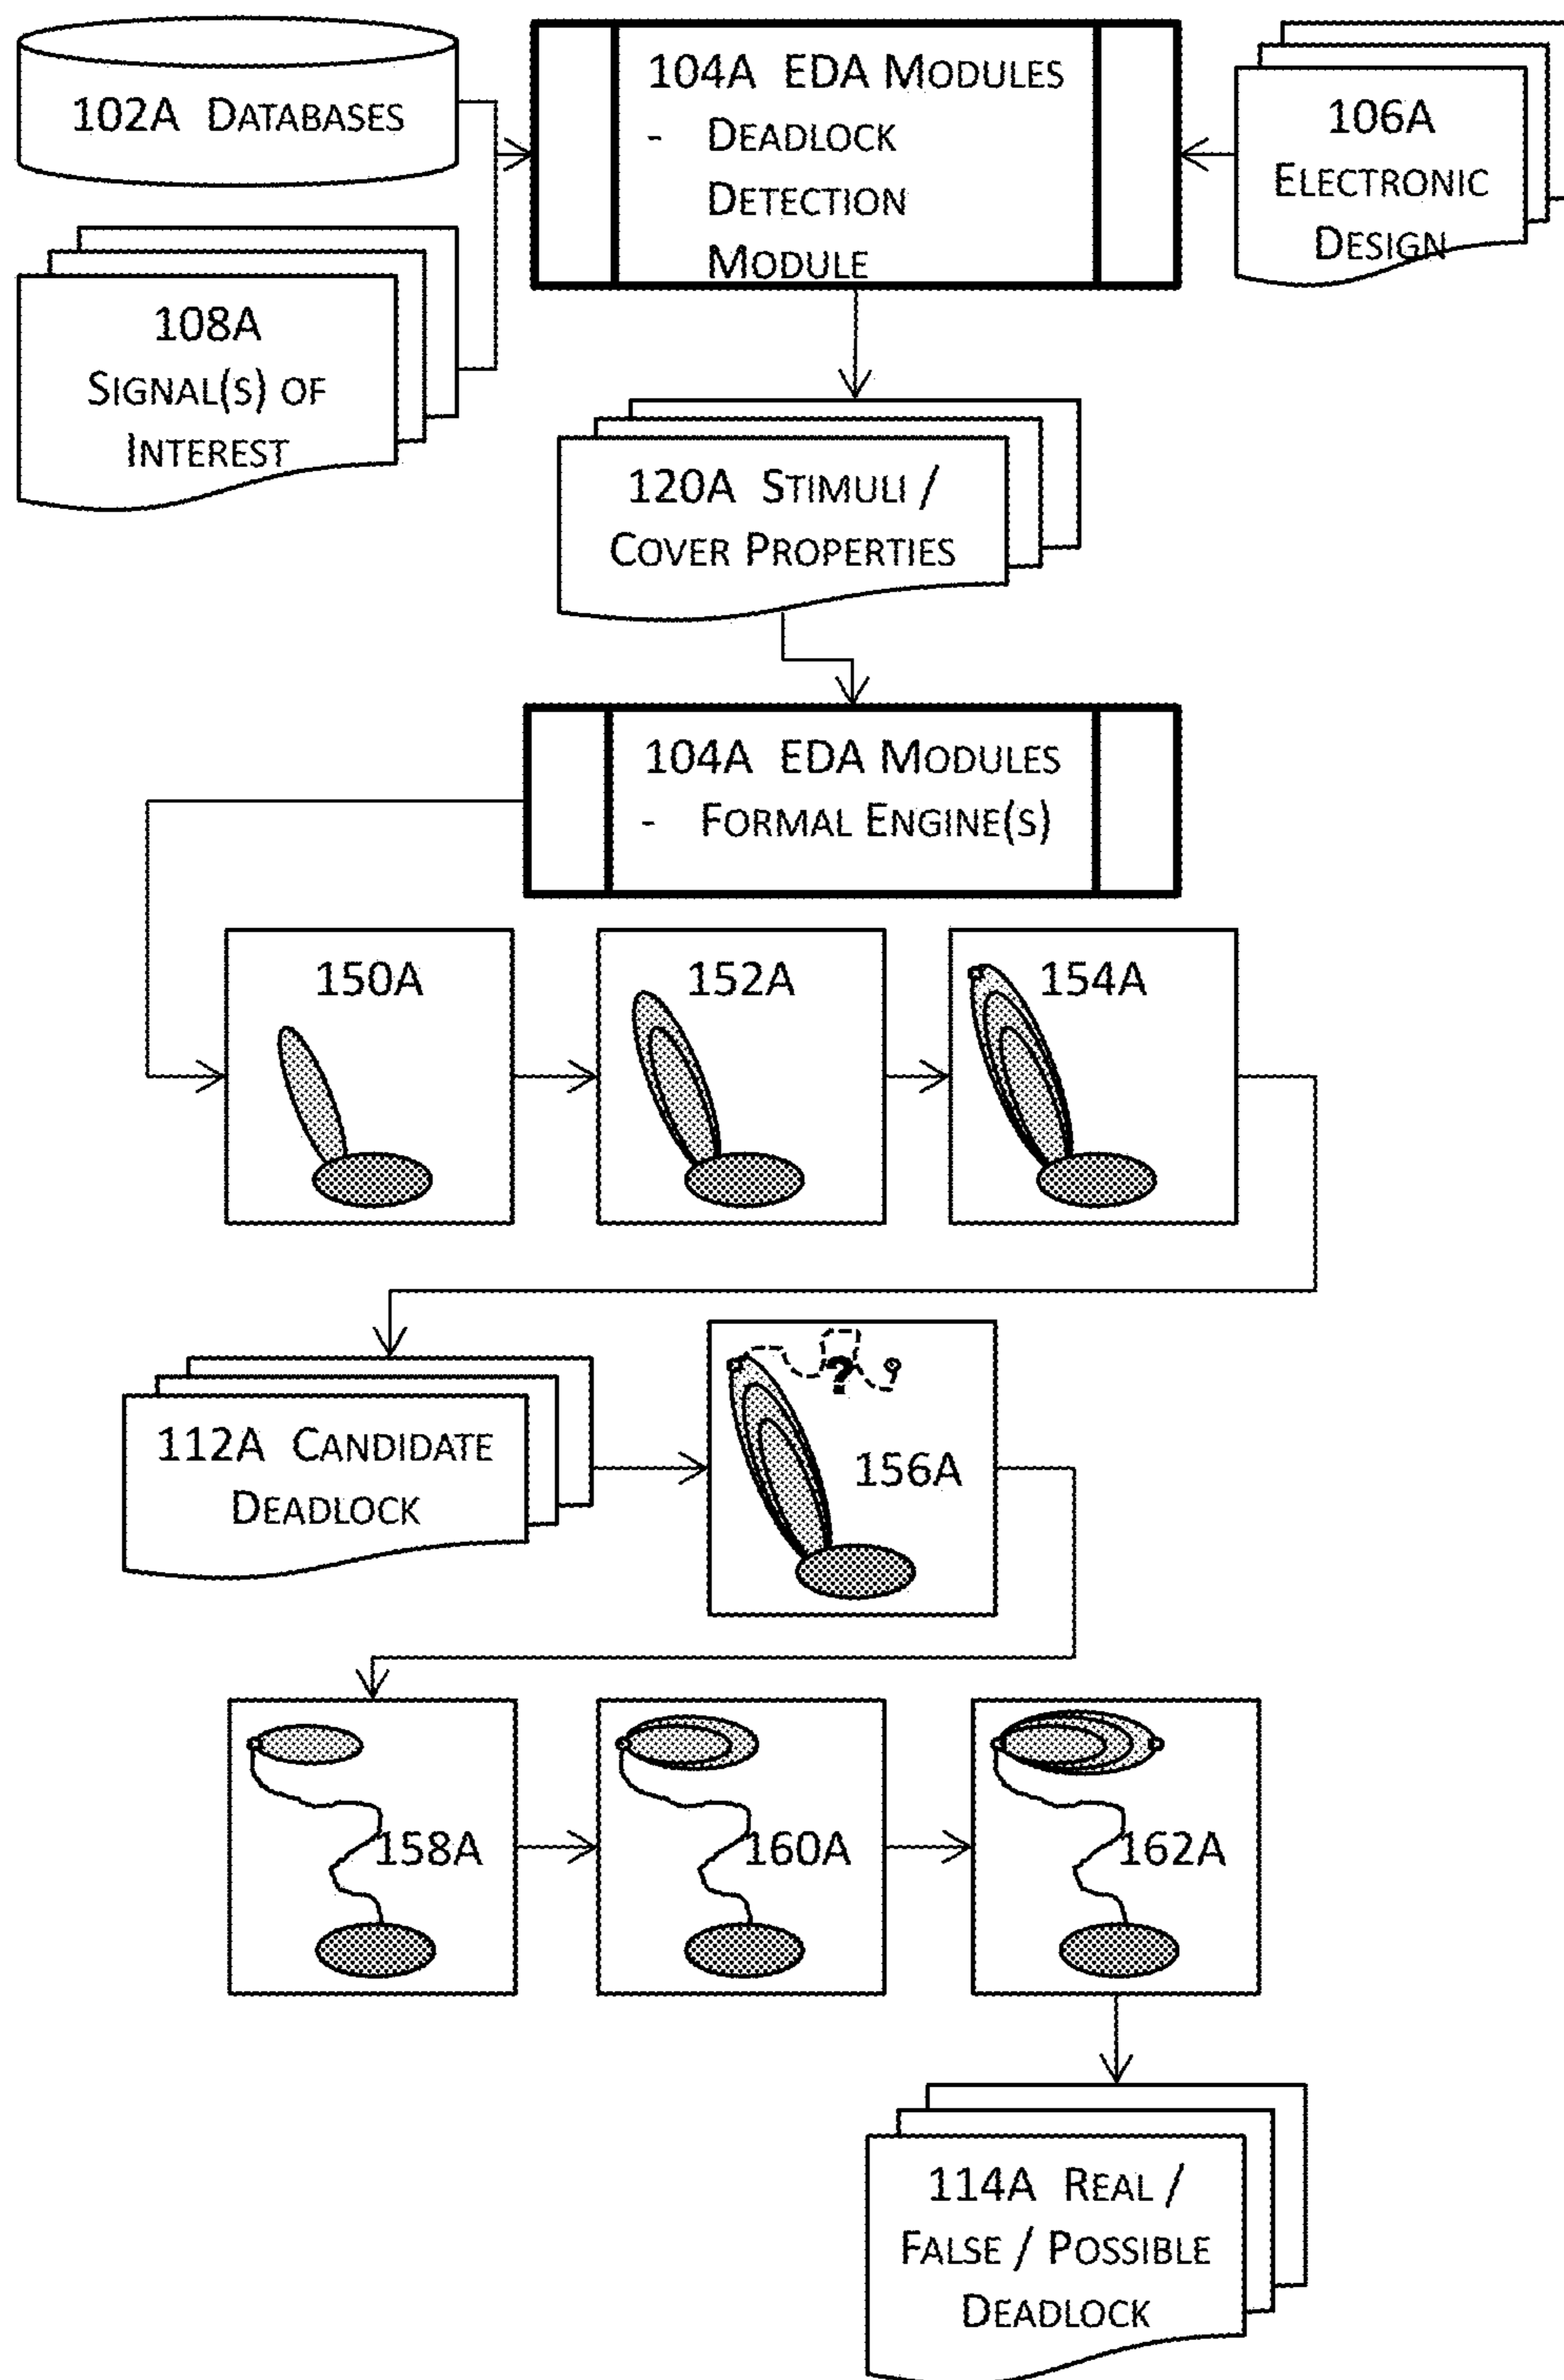 102A DATABASES
104A EDA MODULES
- DEADLOCK
DETECTION
MODULE
106A
ELECTRONIC
DESIGN
108A
SIGNAL(S) OF
INTEREST
120A STIMULI /
COVER PROPERTIES
104A EDA MODULES
- FORMAL ENGINE(S)
150A
152A
154A
112A CANDIDATE
DEADLOCK
?
156A
158A
160A
162A
114A REAL /
FALSE / POSSIBLE
DEADLOCK